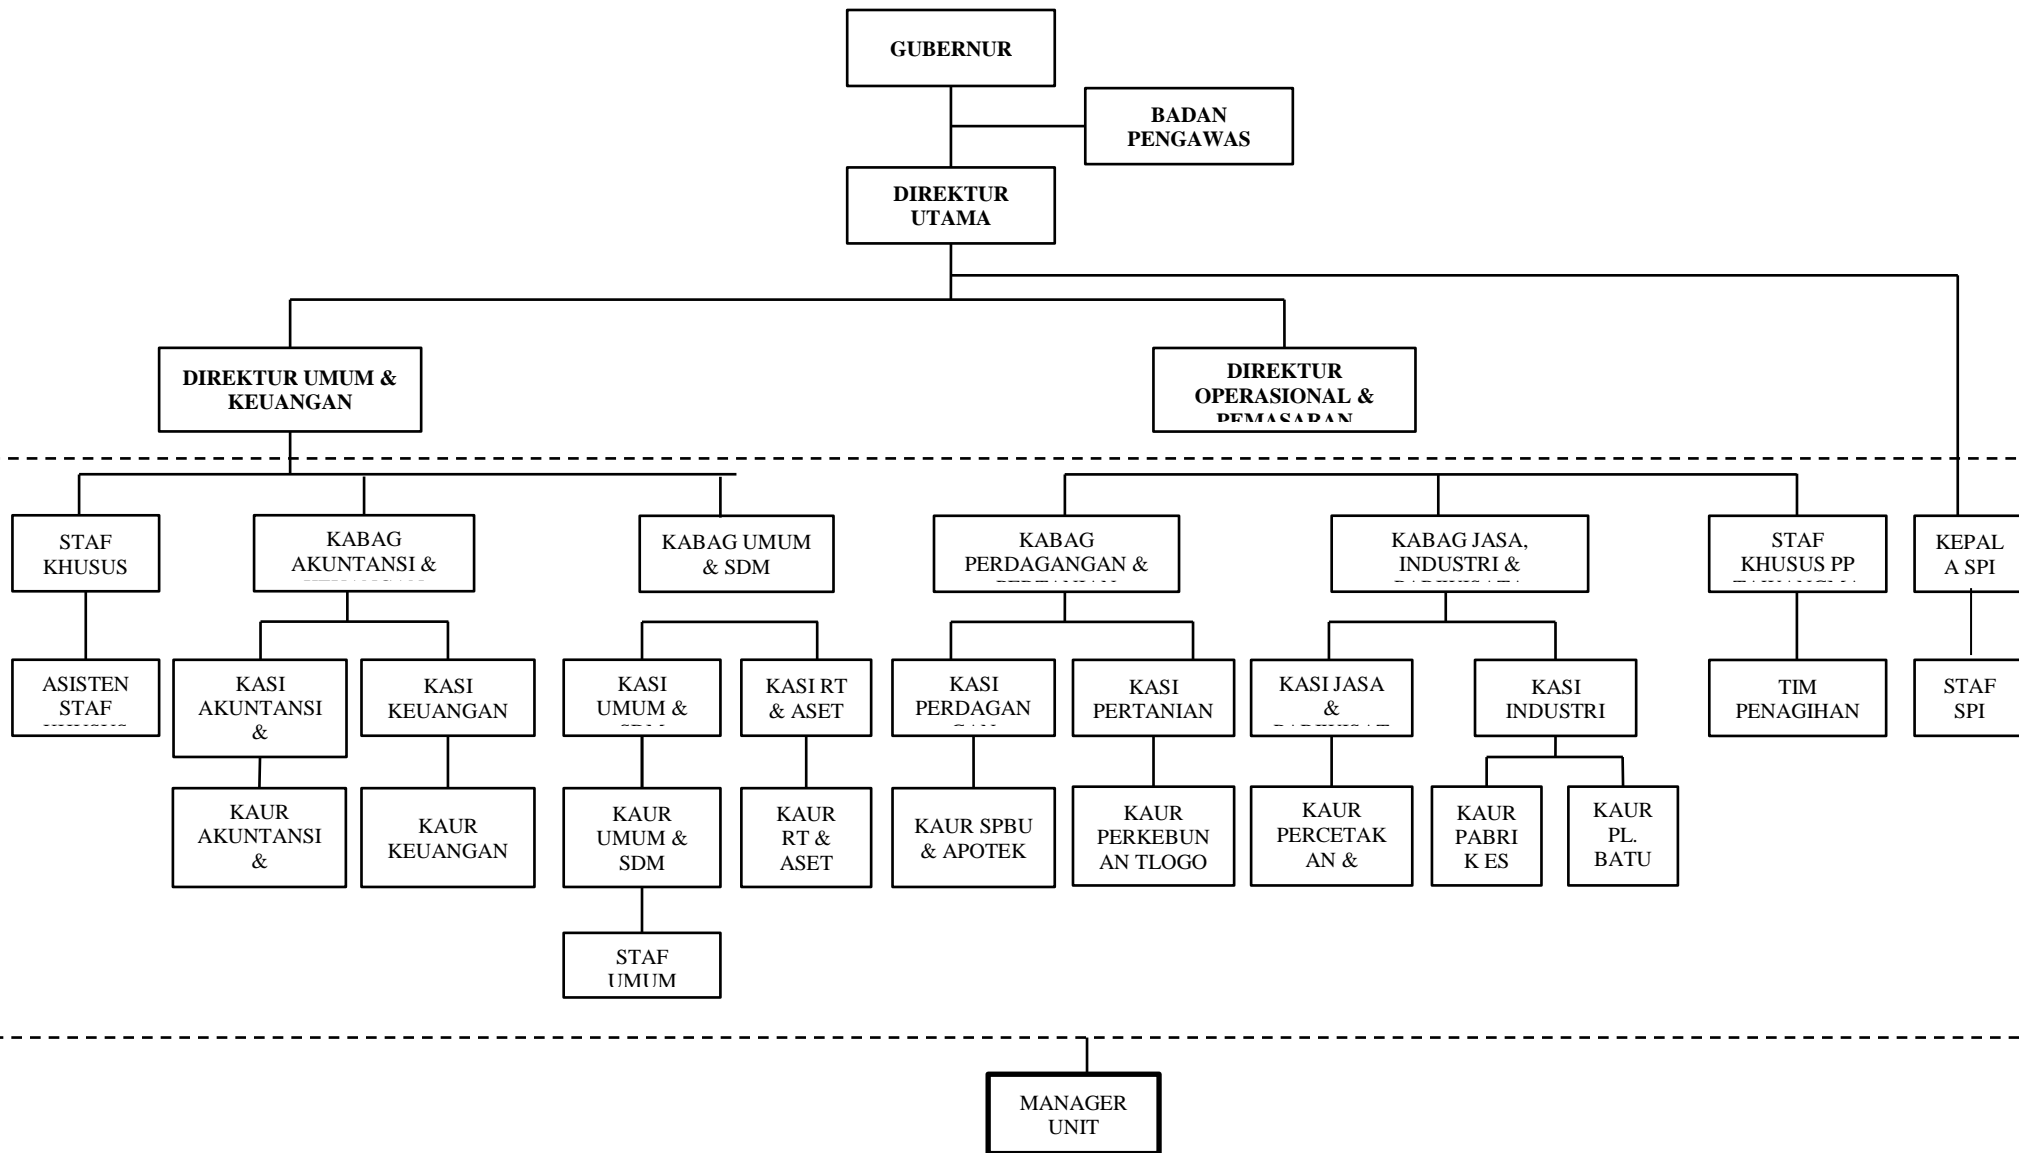 GUBERNUR
BADAN
PENGAWAS
DIREKTUR
UTAMA
DIREKTUR UMUM &
KEUANGAN
DIREKTUR
OPERASIONAL &
PEMASARAN
STAF
KHUSUS
KABAG
AKUNTANSI &
KABAG UMUM
& SDM
KABAG
PERDAGANGAN &
PERTANIAN
KABAG JASA,
INDUSTRI &
STAF
KHUSUS PP
KEPAL
A SPI
ASISTEN
STAF
KASI
AKUNTANSI
&
KASI
KEUANGAN
KASI
UMUM &
SDM
KASI RT
& ASET
KASI
PERDAGAN
GAN
KASI
PERTANIAN
KASI JASA
&
KASI
INDUSTRI
TIM
PENAGIHAN
STAF
SPI
KAUR
AKUNTANSI
&
KAUR
KEUANGAN
KAUR
UMUM &
SDM
KAUR
RT &
ASET
KAUR SPBU
& APOTEK
KAUR
PERKEBUN
AN TLOGO
KAUR
PERCETAK
AN &
KAUR
PABRI
K ES
KAUR
PL.
BATU
STAF
UMUM
MANAGER
UNIT